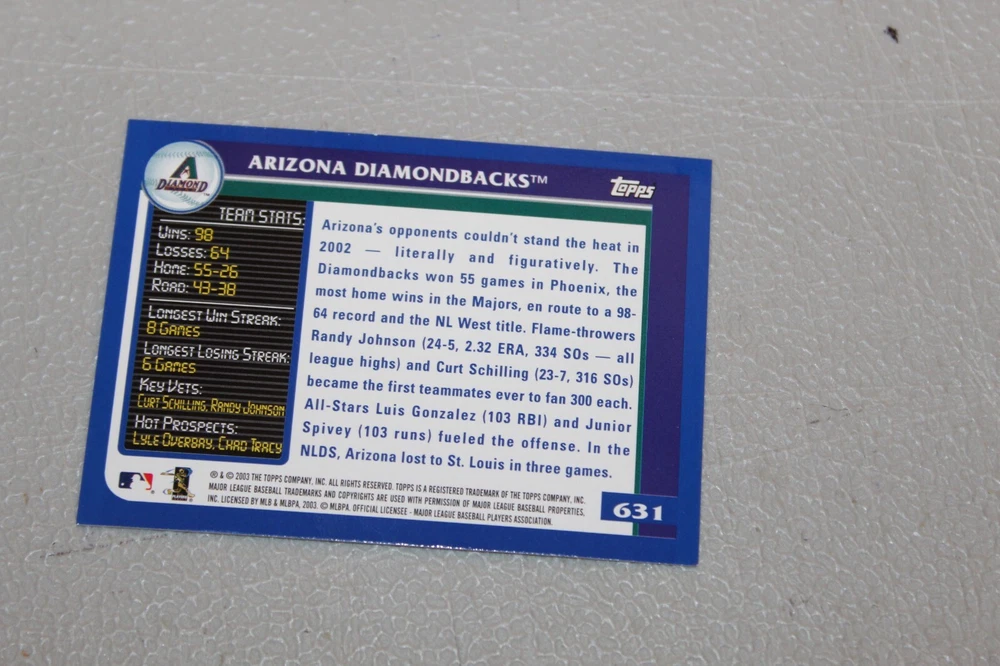 A
DIAMOND
ARIZONA DIAMONDBACKS™
Topps
TEAM STATS:
WINS: 98
LOSSES: 64
HOME: 55-26
ROAD: 43-38
LONGEST WIN STREAK:
8 GAMES
LONGEST LOSING STREAK:
6 GAMES
KEY VETS:
CURT SCHILLING, RANDY JOHNSON
HOT PROSPECTS:
LYLE OVERBAY, CHAD TRACY
Arizona's opponents couldn't stand the heat in
2002 — literally and figuratively. The
Diamondbacks won 55 games in Phoenix, the
most home wins in the Majors, en route to a 98-
64 record and the NL West title. Flame-throwers
Randy Johnson (24-5, 2.32 ERA, 334 SOs — all
league highs) and Curt Schilling (23-7, 316 SOs)
became the first teammates ever to fan 300 each.
All-Stars Luis Gonzalez (103 RBI) and Junior
Spivey (103 runs) fueled the offense. In the
NLDS, Arizona lost to St. Louis in three games.
® & © 2003 THE TOPPS COMPANY, INC. ALL RIGHTS RESERVED. TOPPS IS A REGISTERED TRADEMARK OF THE TOPPS COMPANY, INC.
MAJOR LEAGUE BASEBALL TRADEMARKS AND COPYRIGHTS ARE USED WITH PERMISSION OF MAJOR LEAGUE BASEBALL PROPERTIES,
INC. LICENSED BY MLB & MLBPA, 2003. © MLBPA. OFFICIAL LICENSEE - MAJOR LEAGUE BASEBALL PLAYERS ASSOCIATION.
631